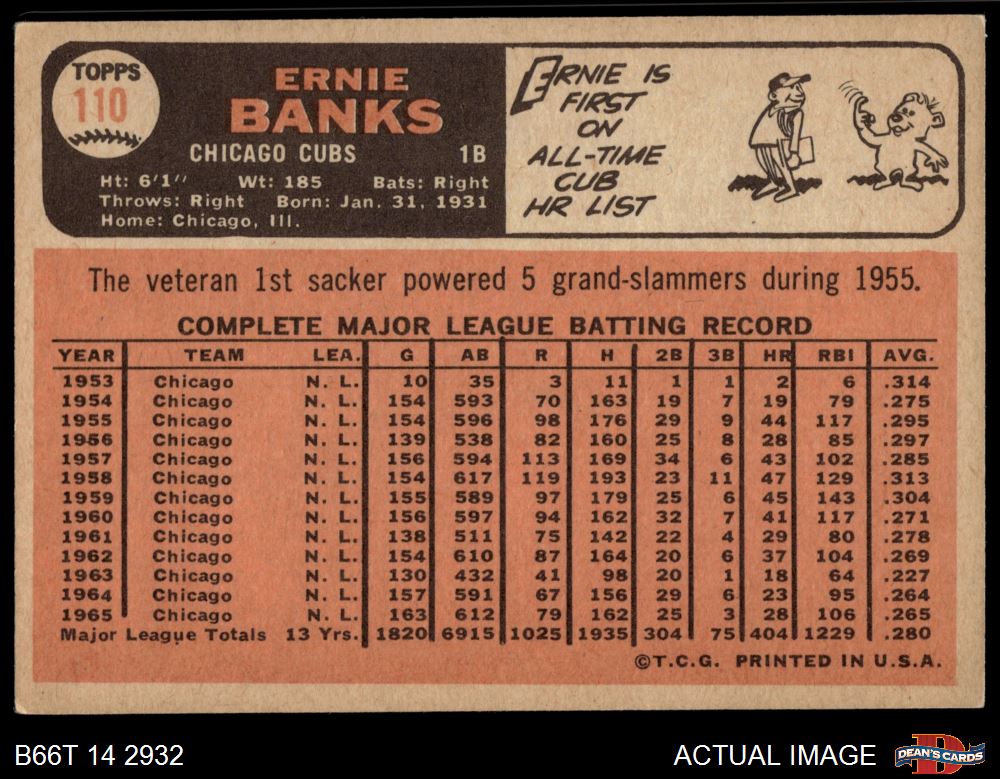 TOPPS
110
ERNIE
BANKS
CHICAGO CUBS 1B
Ht: 6'1" Wt: 185 Bats: Right
Throws: Right Born: Jan. 31, 1931
Home: Chicago, Ill.
ERNIE IS
FIRST
ON
ALL-TIME
CUB
HR LIST
The veteran 1st sacker powered 5 grand-slammers during 1955.
COMPLETE MAJOR LEAGUE BATTING RECORD
YEAR TEAM LEA. G AB R H 2B 3B HR RBI AVG.
1953 Chicago N. L. 10 35 3 11 1 1 2 6 .314
1954 Chicago N. L. 154 593 70 163 19 7 19 79 .275
1955 Chicago N. L. 154 596 98 176 29 9 44 117 .295
1956 Chicago N. L. 139 538 82 160 25 8 28 85 .297
1957 Chicago N. L. 156 594 113 169 34 6 43 102 .285
1958 Chicago N. L. 154 617 119 193 23 11 47 129 .313
1959 Chicago N. L. 155 589 97 179 25 6 45 143 .304
1960 Chicago N. L. 156 597 94 162 32 7 41 117 .271
1961 Chicago N. L. 138 511 75 142 22 4 29 80 .278
1962 Chicago N. L. 154 610 87 164 20 6 37 104 .269
1963 Chicago N. L. 130 432 41 98 20 1 18 64 .227
1964 Chicago N. L. 157 591 67 156 29 6 23 95 .264
1965 Chicago N. L. 163 612 79 162 25 3 28 106 .265
Major League Totals 13 Yrs. 1820 6915 1025 1935 304 75 404 1229 .280
©T.C.G. PRINTED IN U.S.A.
B66T 14 2932 ACTUAL IMAGE
D
DEAN'S CARDS